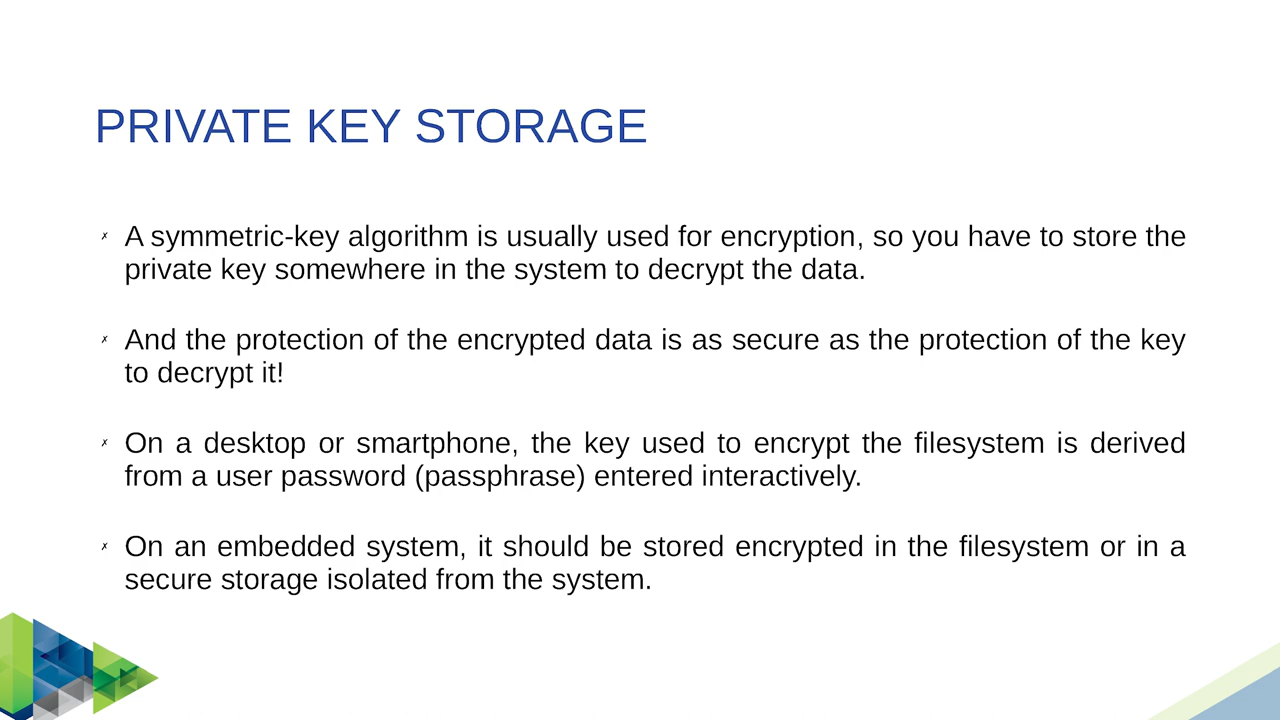 PRIVATE KEY STORAGE
✗ A symmetric-key algorithm is usually used for encryption, so you have to store the
private key somewhere in the system to decrypt the data.
✗ And the protection of the encrypted data is as secure as the protection of the key
to decrypt it!
✗ On a desktop or smartphone, the key used to encrypt the filesystem is derived
from a user password (passphrase) entered interactively.
✗ On an embedded system, it should be stored encrypted in the filesystem or in a
secure storage isolated from the system.